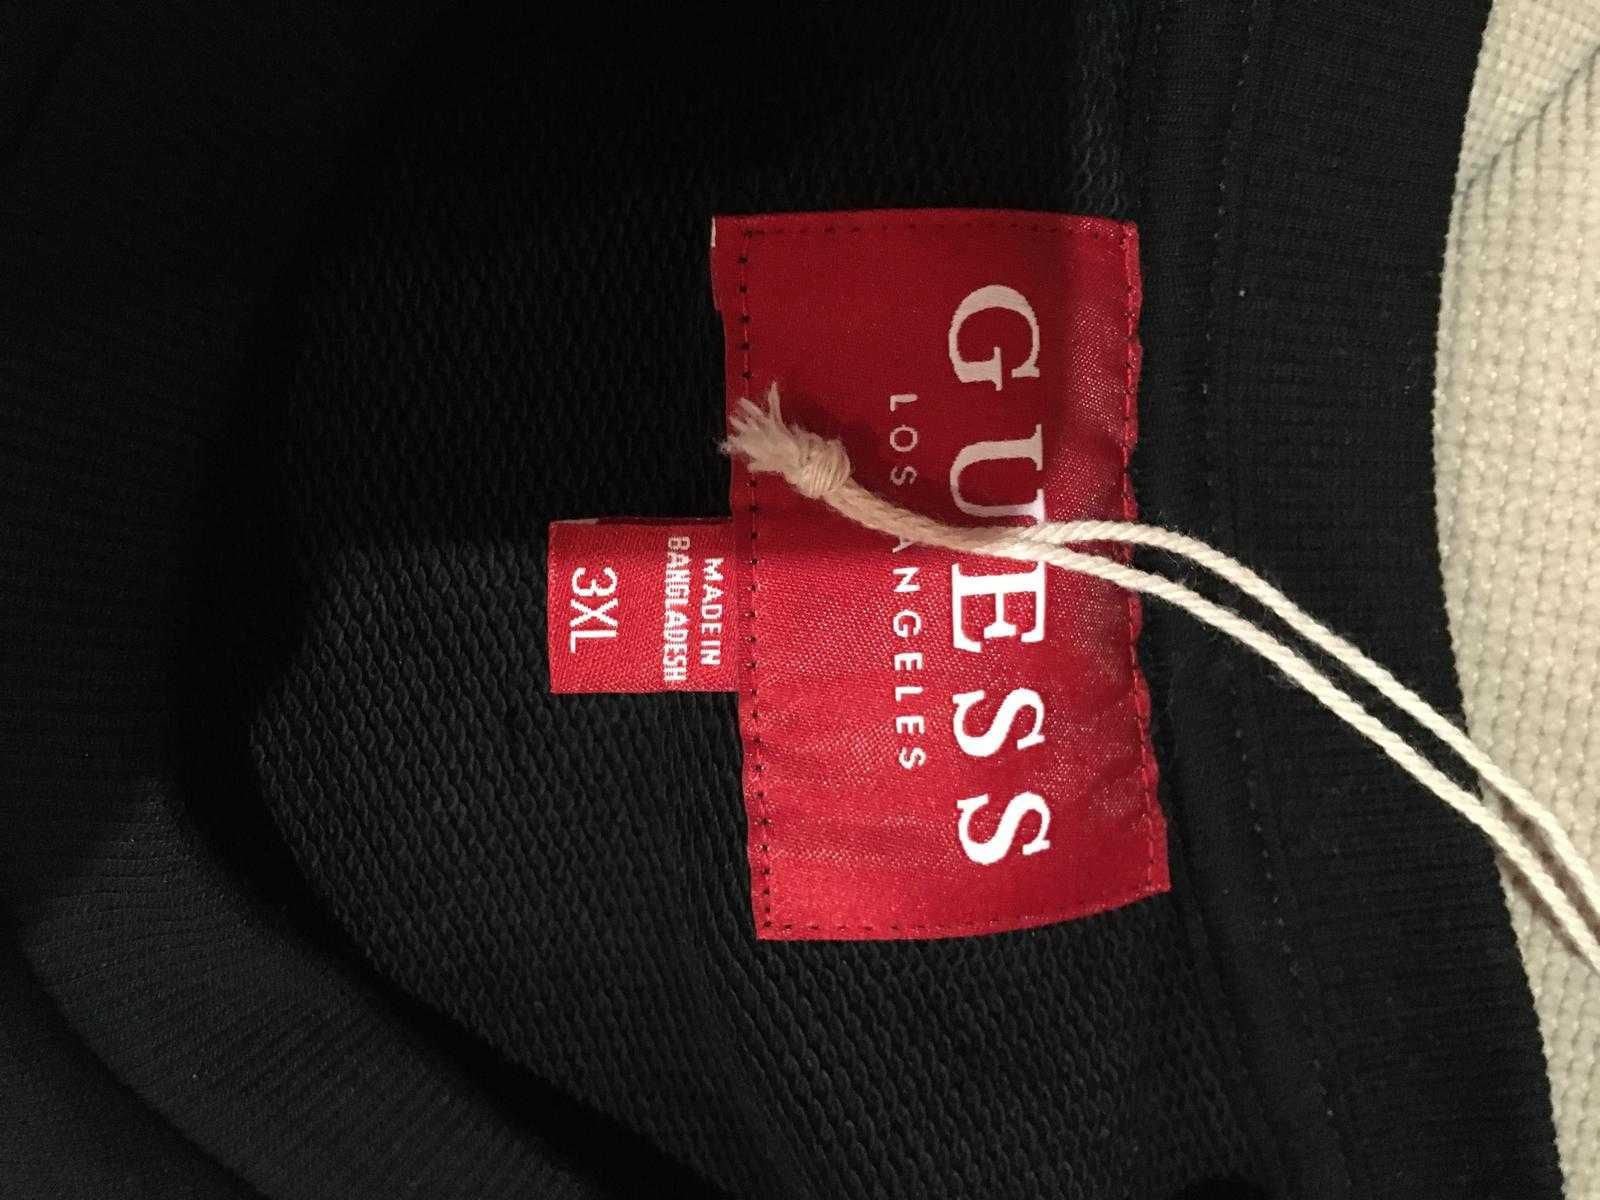 GUESS
LOS ANGELES
MADE IN
BANGLADESH
3XL